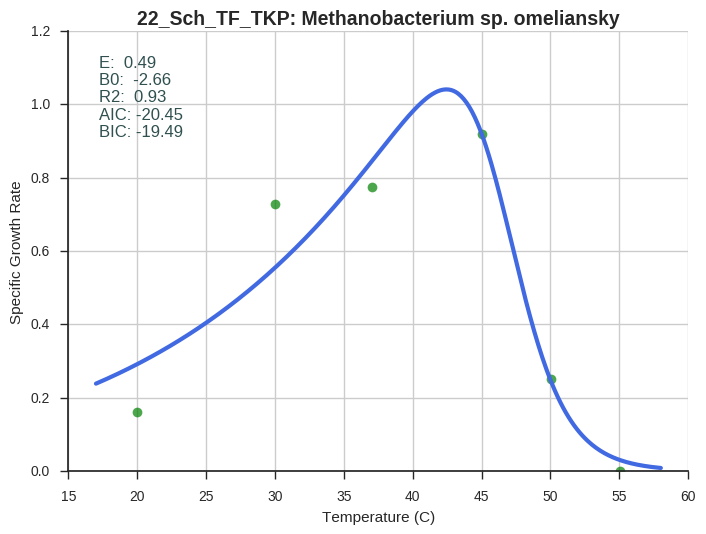 22_Sch_TF_TKP: Methanobacterium sp. omeliansky
1.2
E:  0.49
B0:  -2.66
R2:  0.93
AIC: -20.45
BIC: -19.49
1.0
0.8
0.6
0.4
0.2
0.0
Specific Growth Rate
15 20 25 30 35 40 45 50 55 60
Temperature (C)